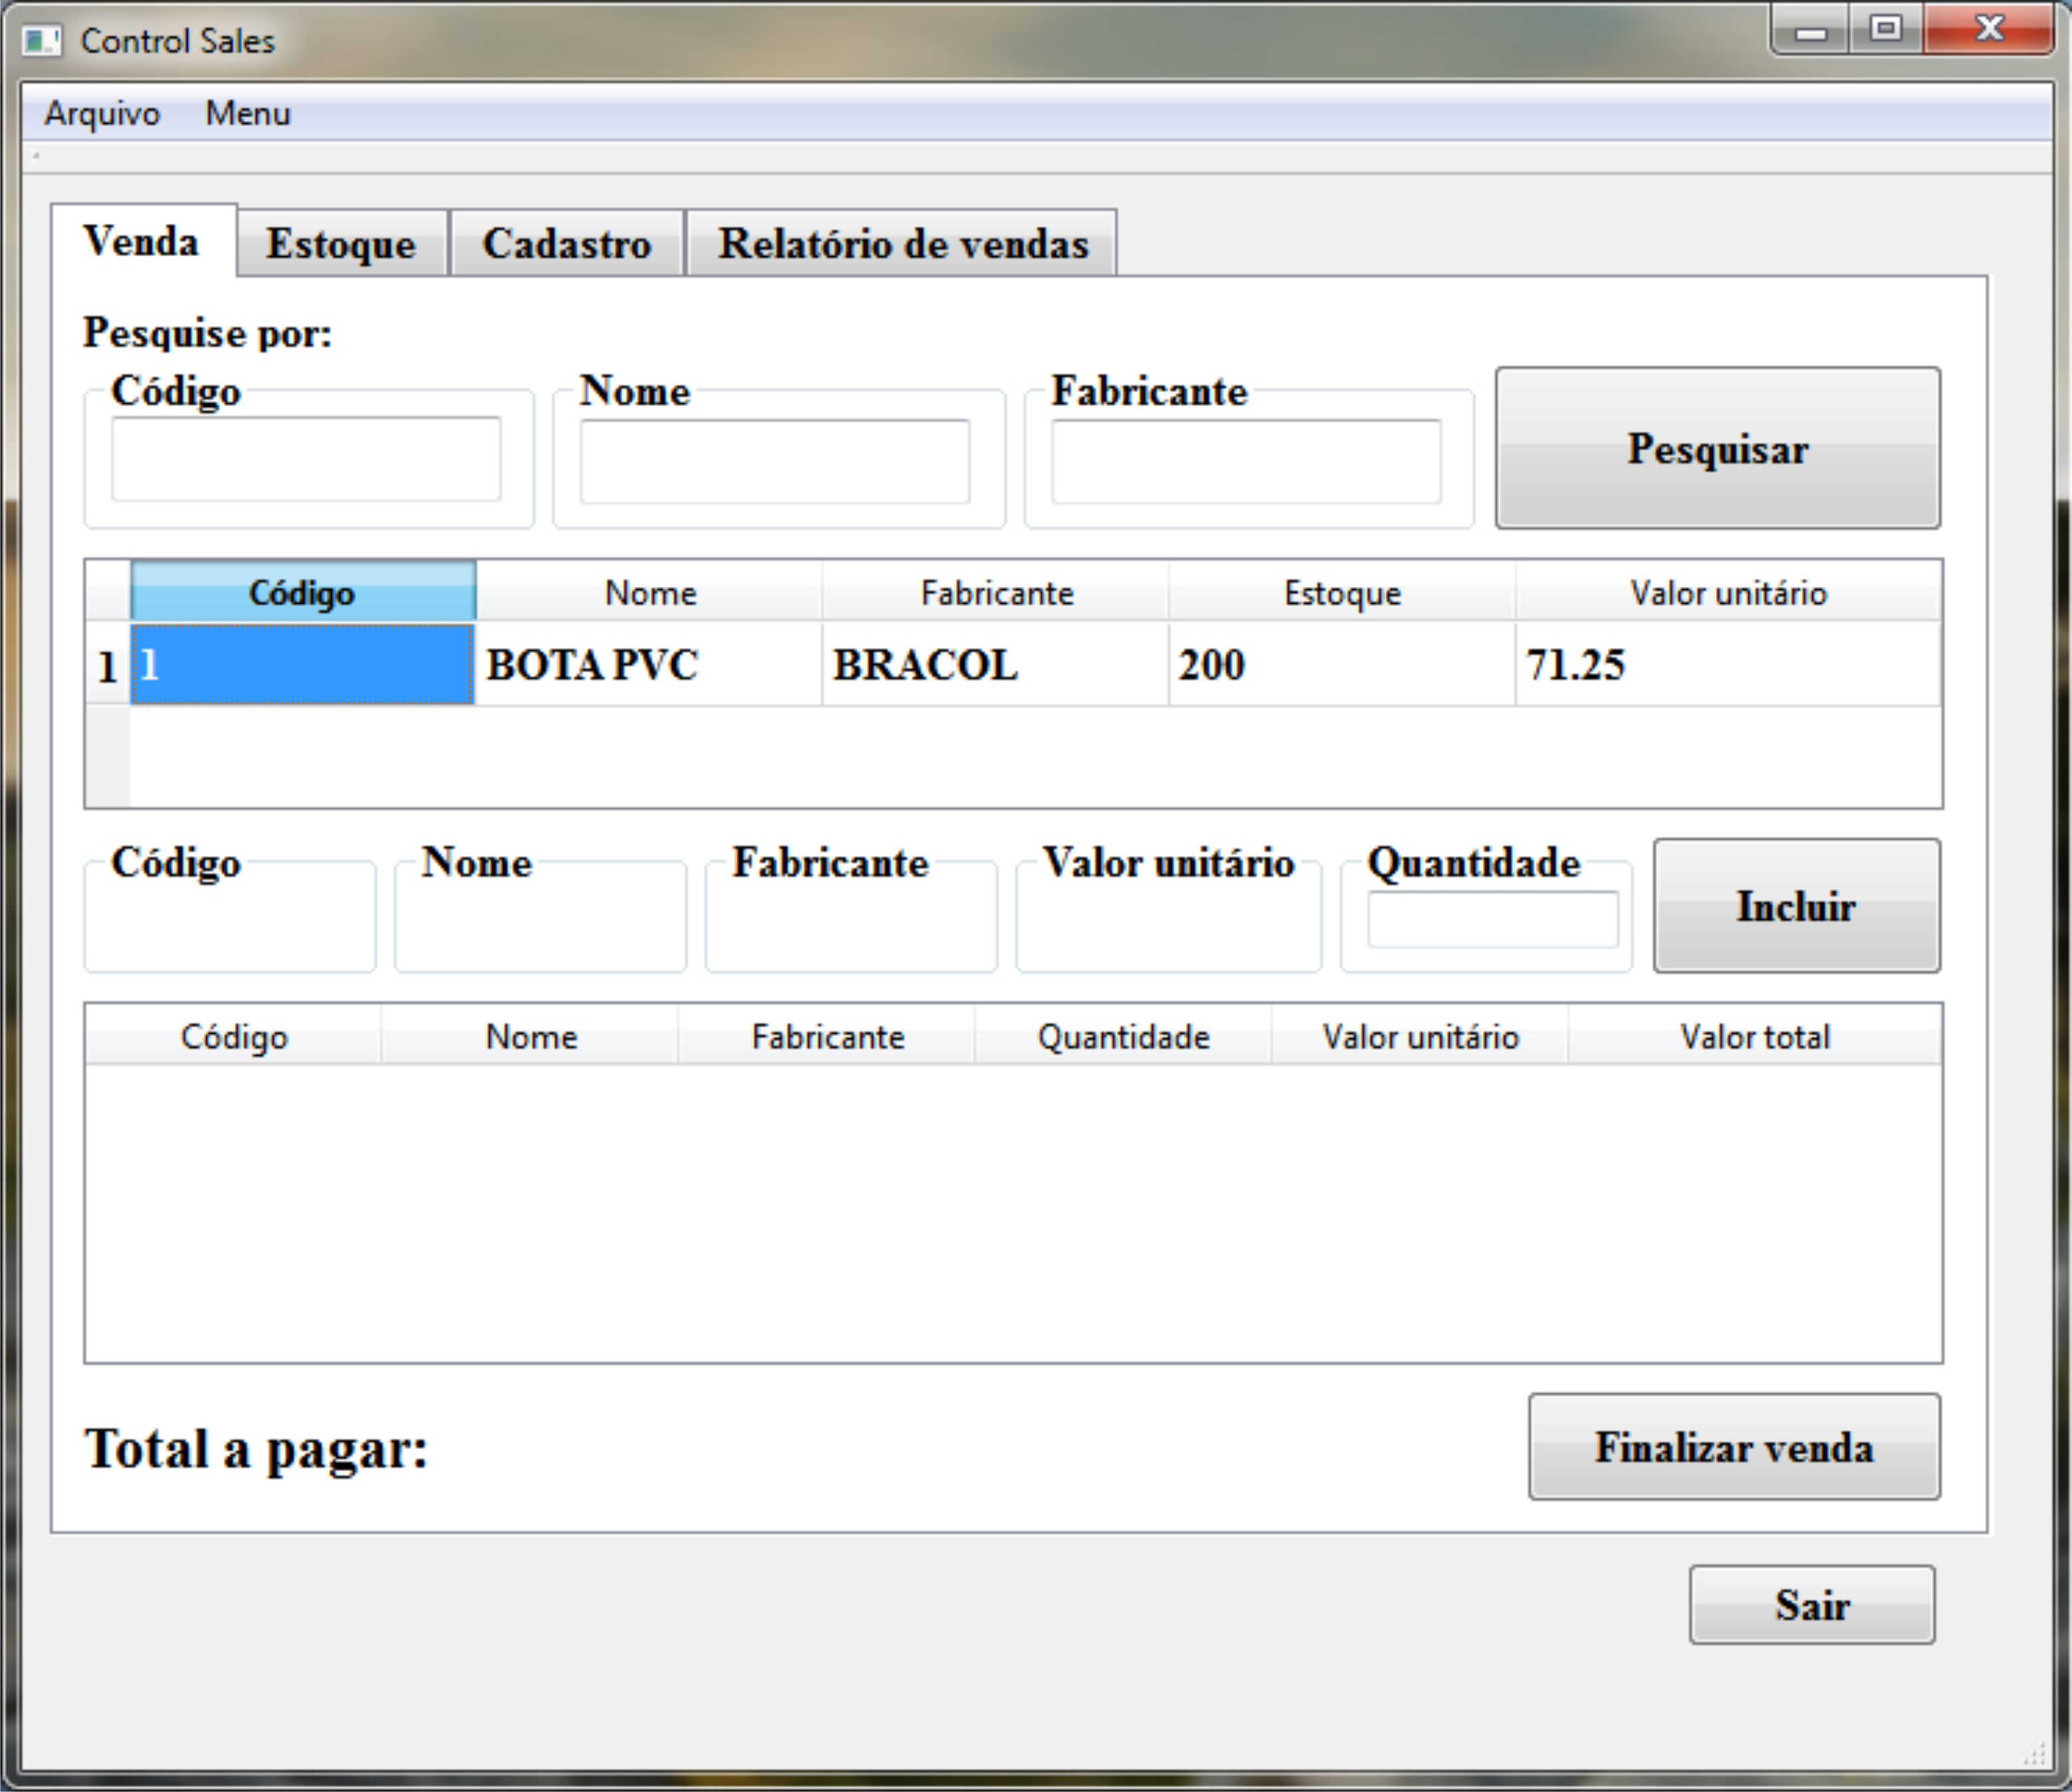 Control Sales
Arquivo Menu
Venda Estoque Cadastro Relatório de vendas
Pesquise por:
Código Nome Fabricante
Pesquisar
Código Nome Fabricante Estoque Valor unitário
1 1 BOTA PVC BRACOL 200 71.25
Código Nome Fabricante Valor unitário Quantidade
Incluir
Código Nome Fabricante Quantidade Valor unitário Valor total
Total a pagar:
Finalizar venda
Sair